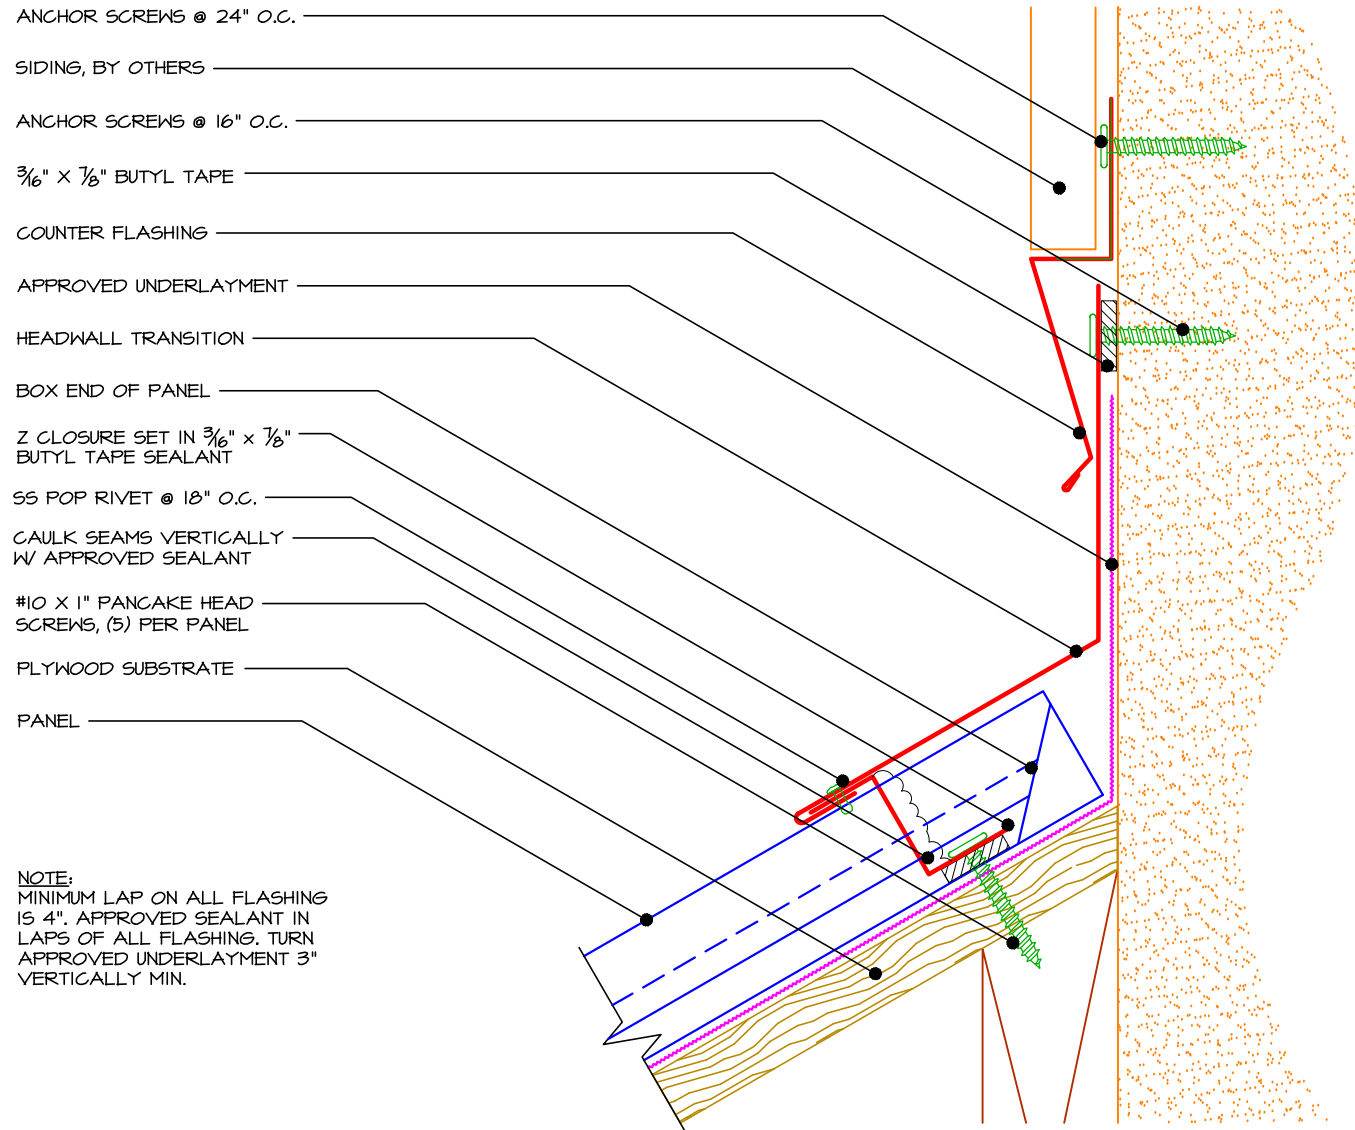 ANCHOR SCREWS @ 24" O.C.
SIDING, BY OTHERS
ANCHOR SCREWS @ 16" O.C.
3/16" X 7/8" BUTYL TAPE
COUNTER FLASHING
APPROVED UNDERLAYMENT
HEADWALL TRANSITION
BOX END OF PANEL
Z CLOSURE SET IN 3/16" x 7/8"
BUTYL TAPE SEALANT
SS POP RIVET @ 18" O.C.
CAULK SEAMS VERTICALLY
W/ APPROVED SEALANT
#10 X 1" PANCAKE HEAD
SCREWS, (5) PER PANEL
PLYWOOD SUBSTRATE
PANEL
NOTE:
MINIMUM LAP ON ALL FLASHING
IS 4". APPROVED SEALANT IN
LAPS OF ALL FLASHING. TURN
APPROVED UNDERLAYMENT 3"
VERTICALLY MIN.